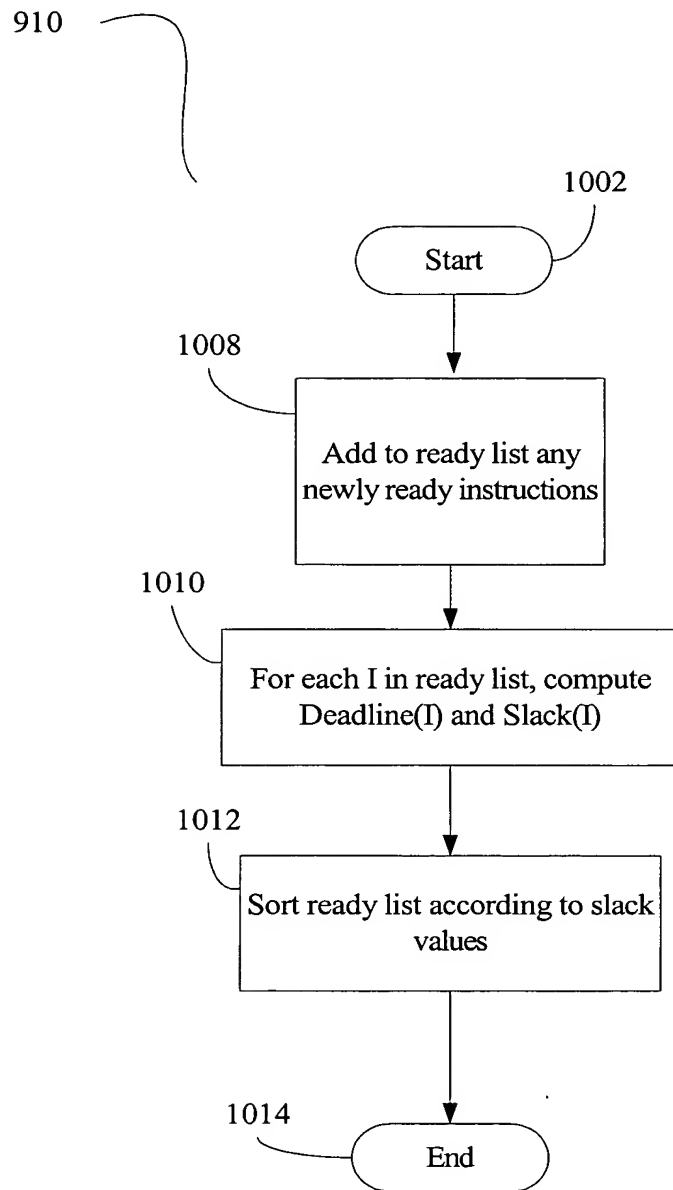 910
1002
Start
1008
Add to ready list any
newly ready instructions
1010
For each I in ready list, compute
Deadline(I) and Slack(I)
1012
Sort ready list according to slack
values
1014
End